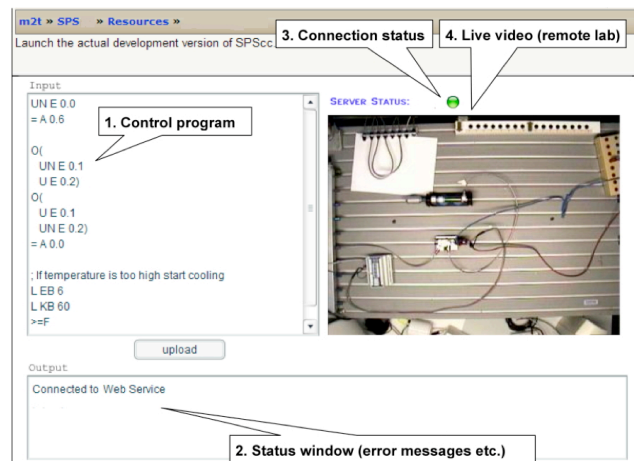 m2t » SPS » Resources »
Launch the actual development version of SPScc
3. Connection status
4. Live video (remote lab)
Input
SERVER STATUS:
UN E 0.0
= A 0.6
1. Control program
O(
UN E 0.1
U E 0.2)
O(
U E 0.1
UN E 0.2)
= A 0.0
; If temperature is too high start cooling
L EB 6
L KB 60
>=F
upload
Output
Connected to Web Service
2. Status window (error messages etc.)